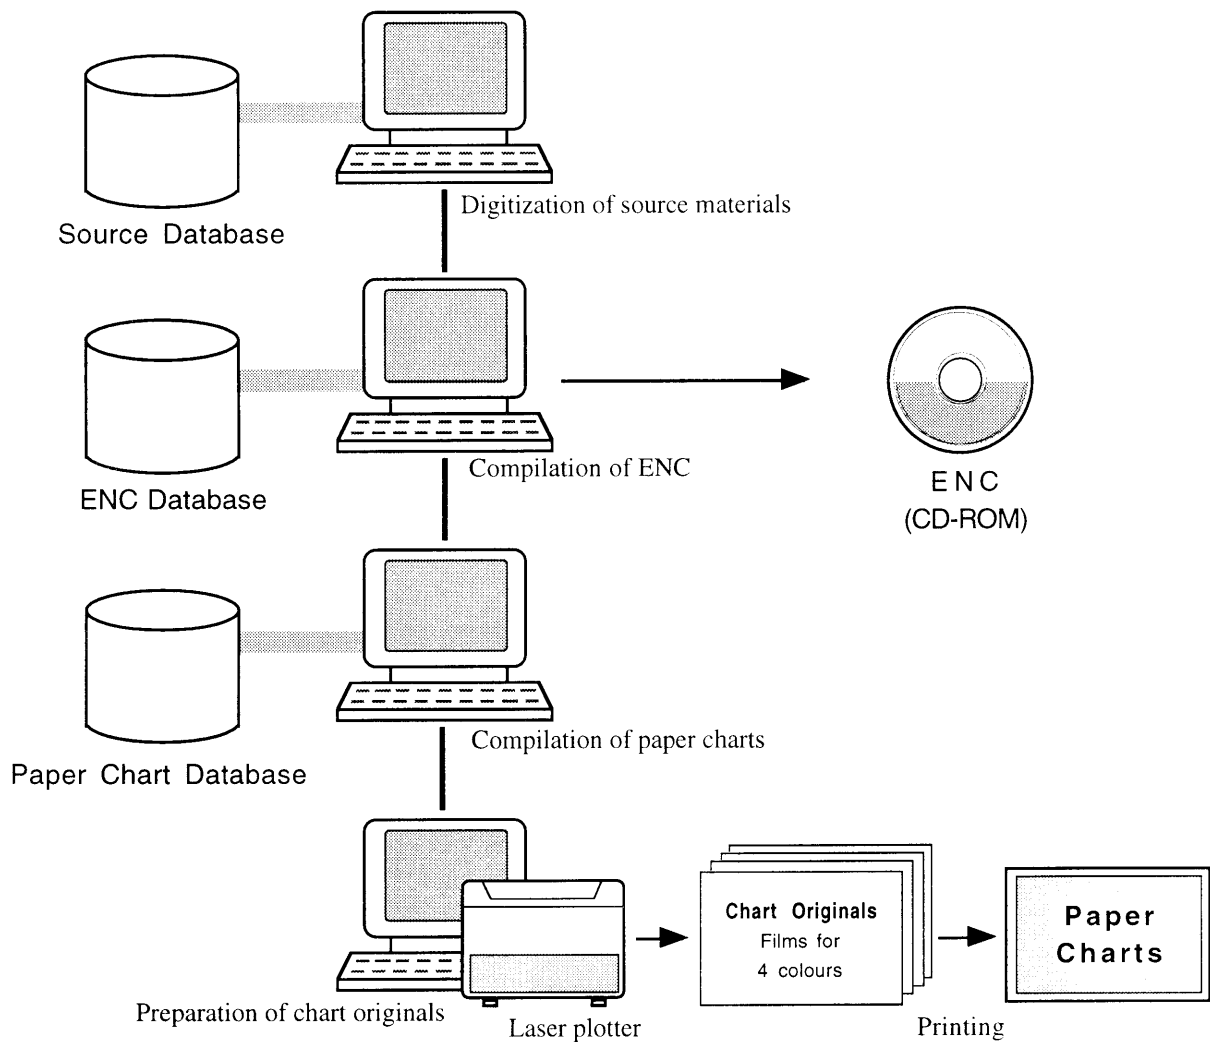 Digitization of source materials
Source Database
Compilation of ENC
ENC Database
E N C
(CD-ROM)
Compilation of paper charts
Paper Chart Database
Chart Originals
Films for
4 colours
Paper
Charts
Preparation of chart originals
Laser plotter
Printing